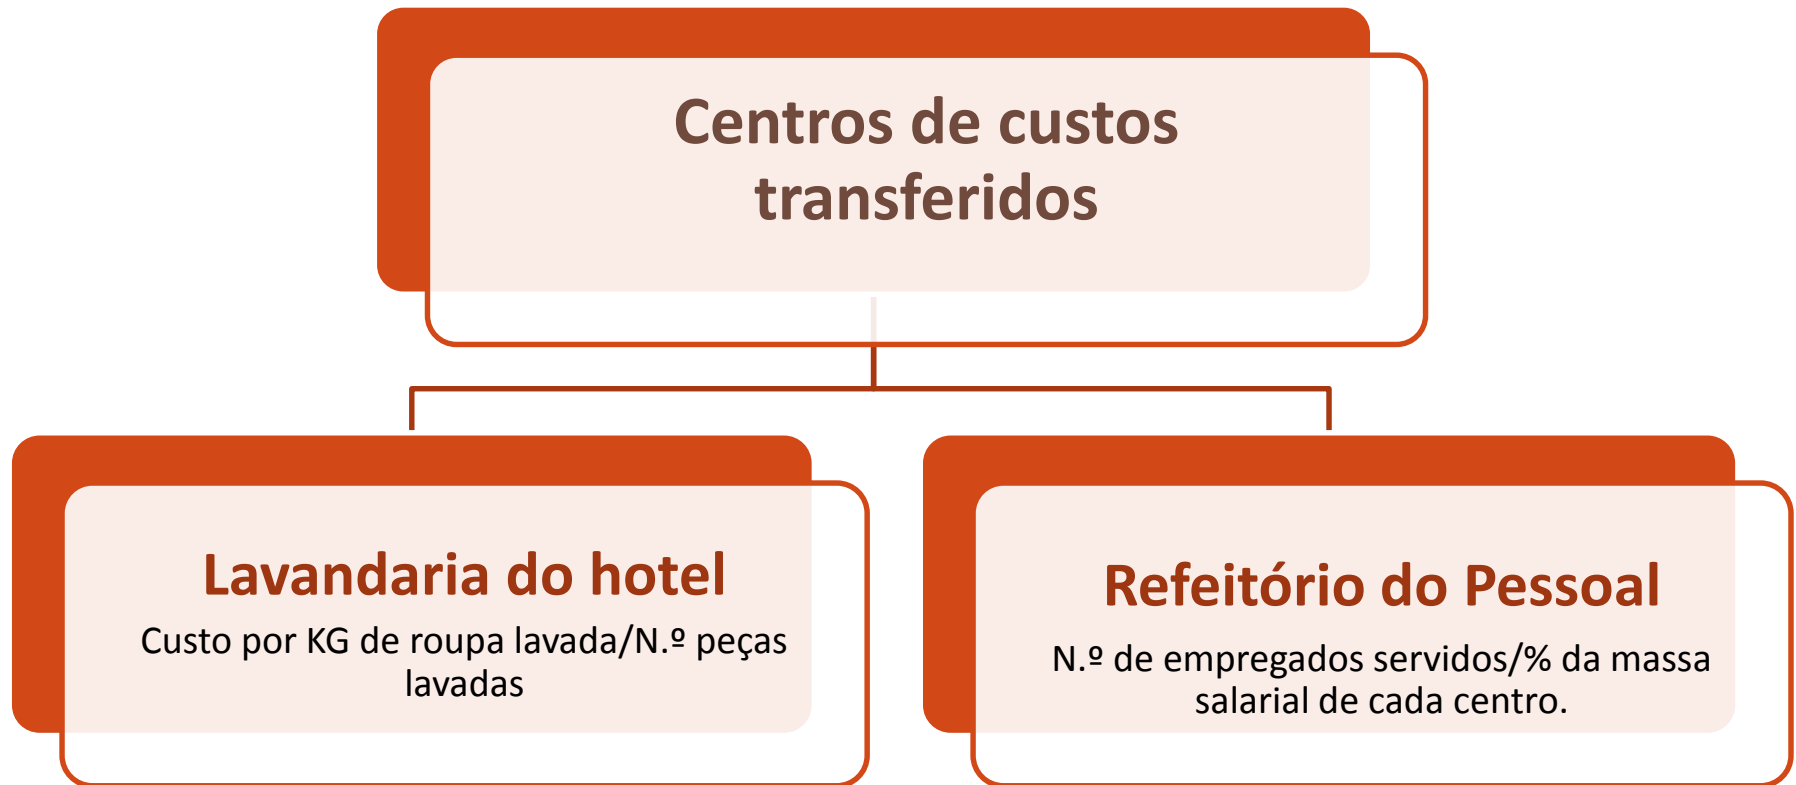 Centros de custos
transferidos
Lavandaria do hotel
Custo por KG de roupa lavada/N.º peças
lavadas
Refeitório do Pessoal
N.º de empregados servidos/% da massa
salarial de cada centro.